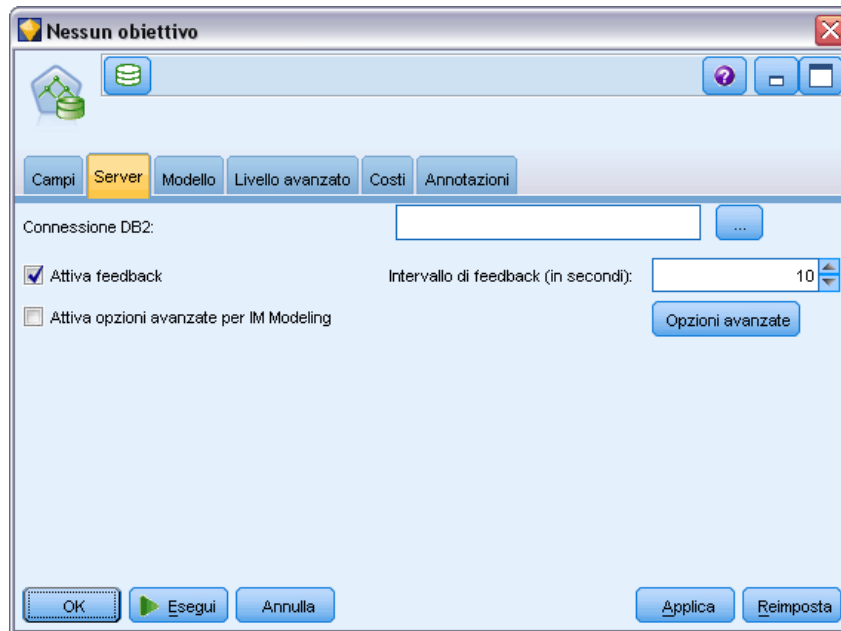 Nessun obiettivo
Campi Server Modello Livello avanzato Costi Annotazioni
Connessione DB2: ...
Attiva feedback Intervallo di feedback (in secondi): 10
Attiva opzioni avanzate per IM Modeling Opzioni avanzate
OK Esegui Annulla Applica Reimposta